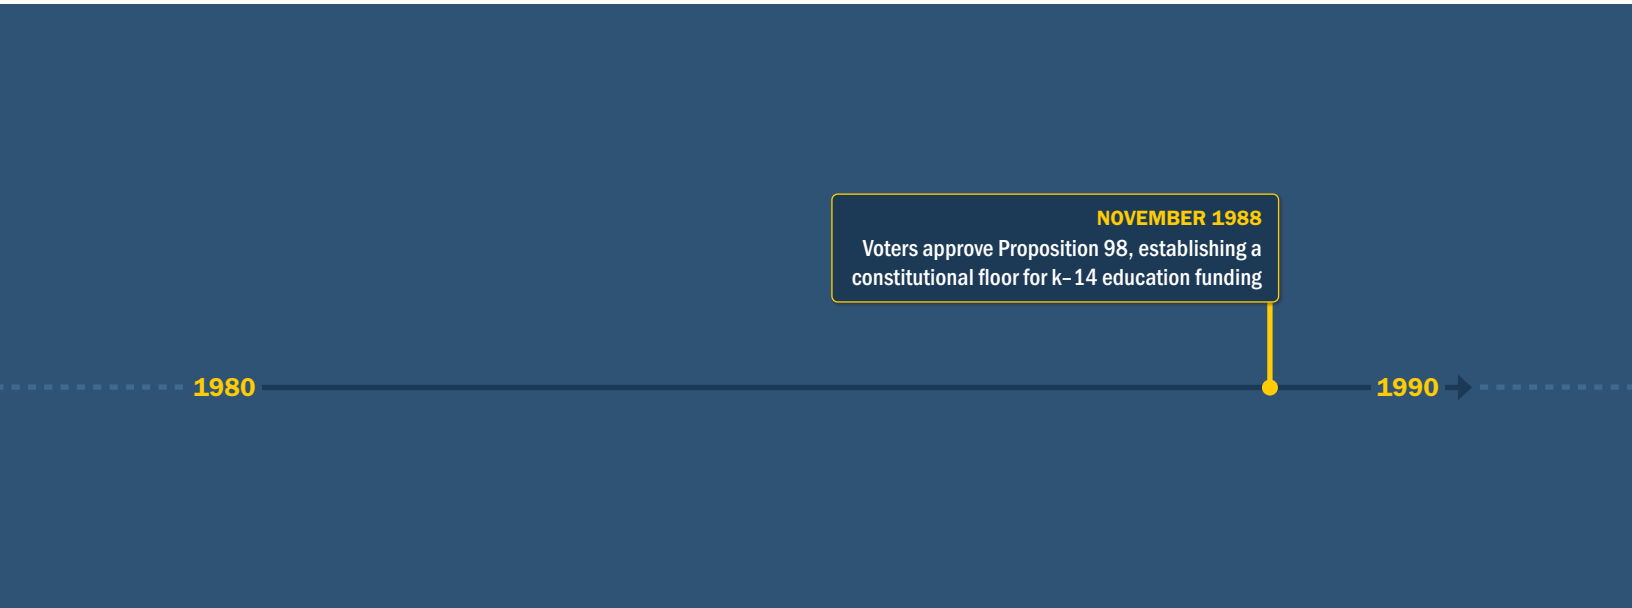 NOVEMBER 1988
Voters approve Proposition 98, establishing a
constitutional floor for k–14 education funding
1980
1990